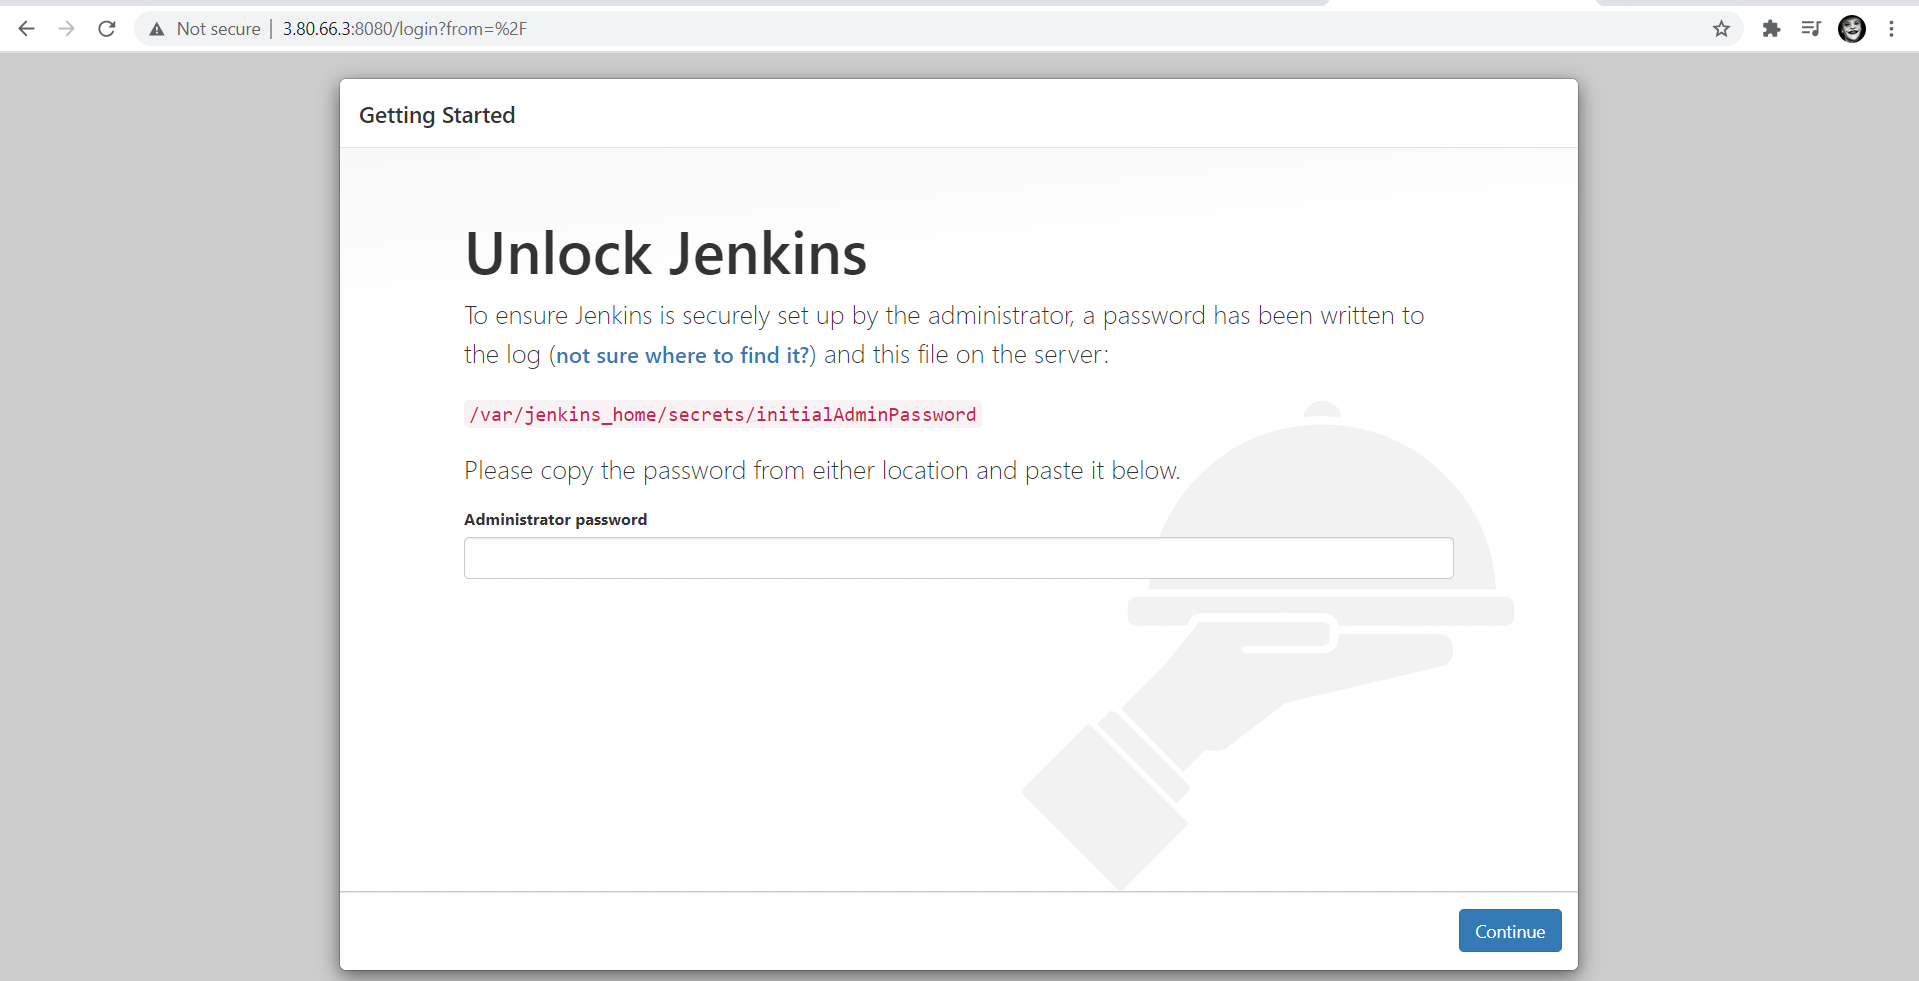 Not secure | 3.80.66.3:8080/login?from=%2F
Getting Started
Unlock Jenkins
To ensure Jenkins is securely set up by the administrator, a password has been written to
the log (not sure where to find it?) and this file on the server:
/var/jenkins_home/secrets/initialAdminPassword
Please copy the password from either location and paste it below.
Administrator password
Continue